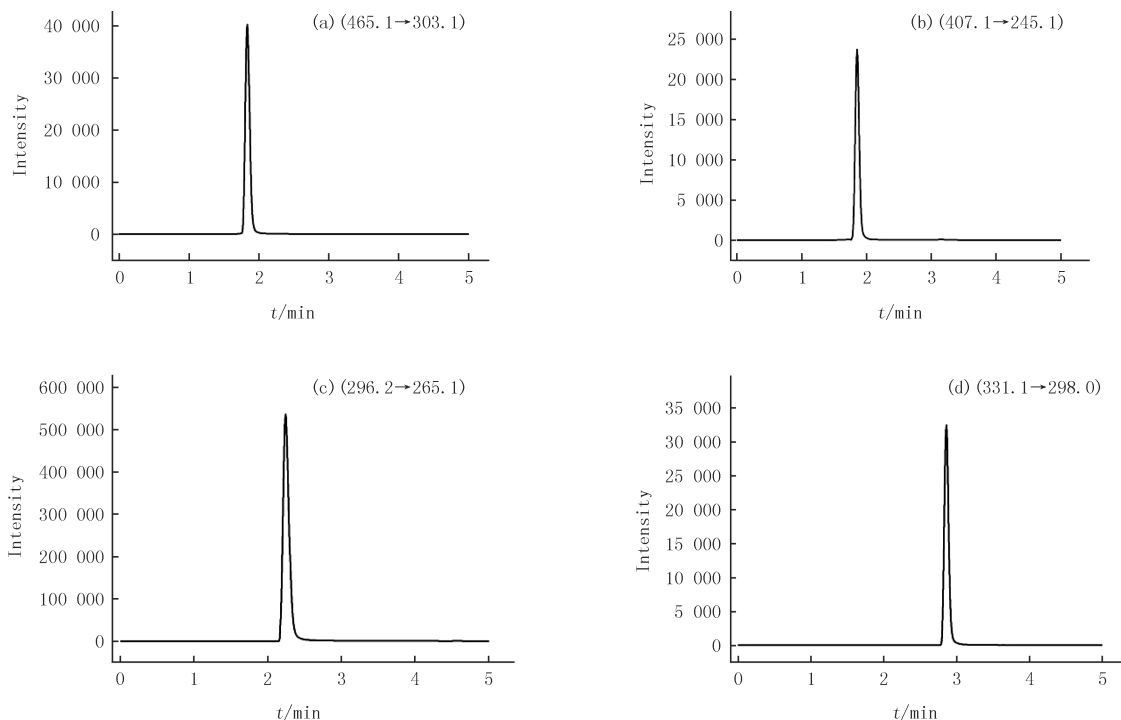 (a)(465.1→303.1)
40 000
30 000
20 000
10 000
0
Intensity
0 1 2 3 4 5
t/min
(b)(407.1→245.1)
25 000
20 000
15 000
10 000
5 000
0
Intensity
0 1 2 3 4 5
t/min
(c)(296.2→265.1)
600 000
500 000
400 000
300 000
200 000
100 000
0
Intensity
0 1 2 3 4 5
t/min
(d)(331.1→298.0)
35 000
30 000
25 000
20 000
15 000
10 000
5 000
0
Intensity
0 1 2 3 4 5
t/min